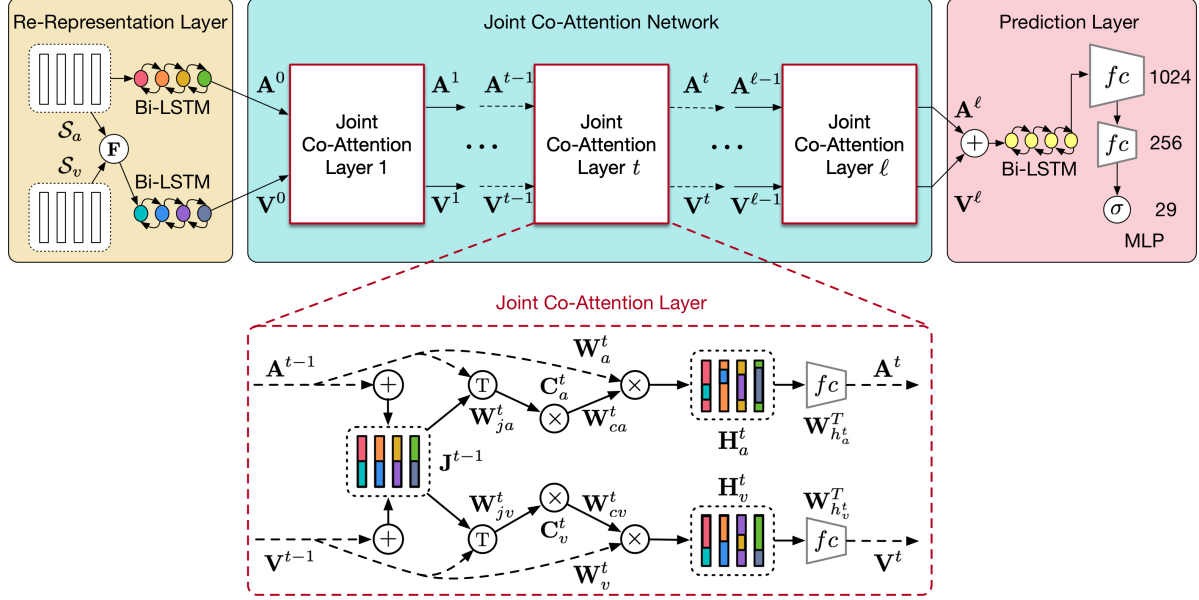 Re-Representation Layer
Joint Co-Attention Network
Prediction Layer
𝒮a
𝒮v
F
Bi-LSTM
Bi-LSTM
A^0
V^0
Joint
Co-Attention
Layer 1
A^1
...
A^{t−1}
V^1
V^{t−1}
Joint
Co-Attention
Layer t
A^t
...
A^{ℓ−1}
V^t
V^{ℓ−1}
Joint
Co-Attention
Layer ℓ
A^ℓ
+
V^ℓ
Bi-LSTM
fc 1024
fc 256
σ 29
MLP
Joint Co-Attention Layer
A^{t−1}
+
T
W_{ja}^t
C_a^t
×
W_{ca}^t
W_a^t
×
H_a^t
fc
W_{h_a^t}^T
A^t
J^{t−1}
V^{t−1}
+
T
W_{jv}^t
×
C_v^t
W_{cv}^t
×
W_v^t
H_v^t
W_{h_v^t}^T
fc
V^t